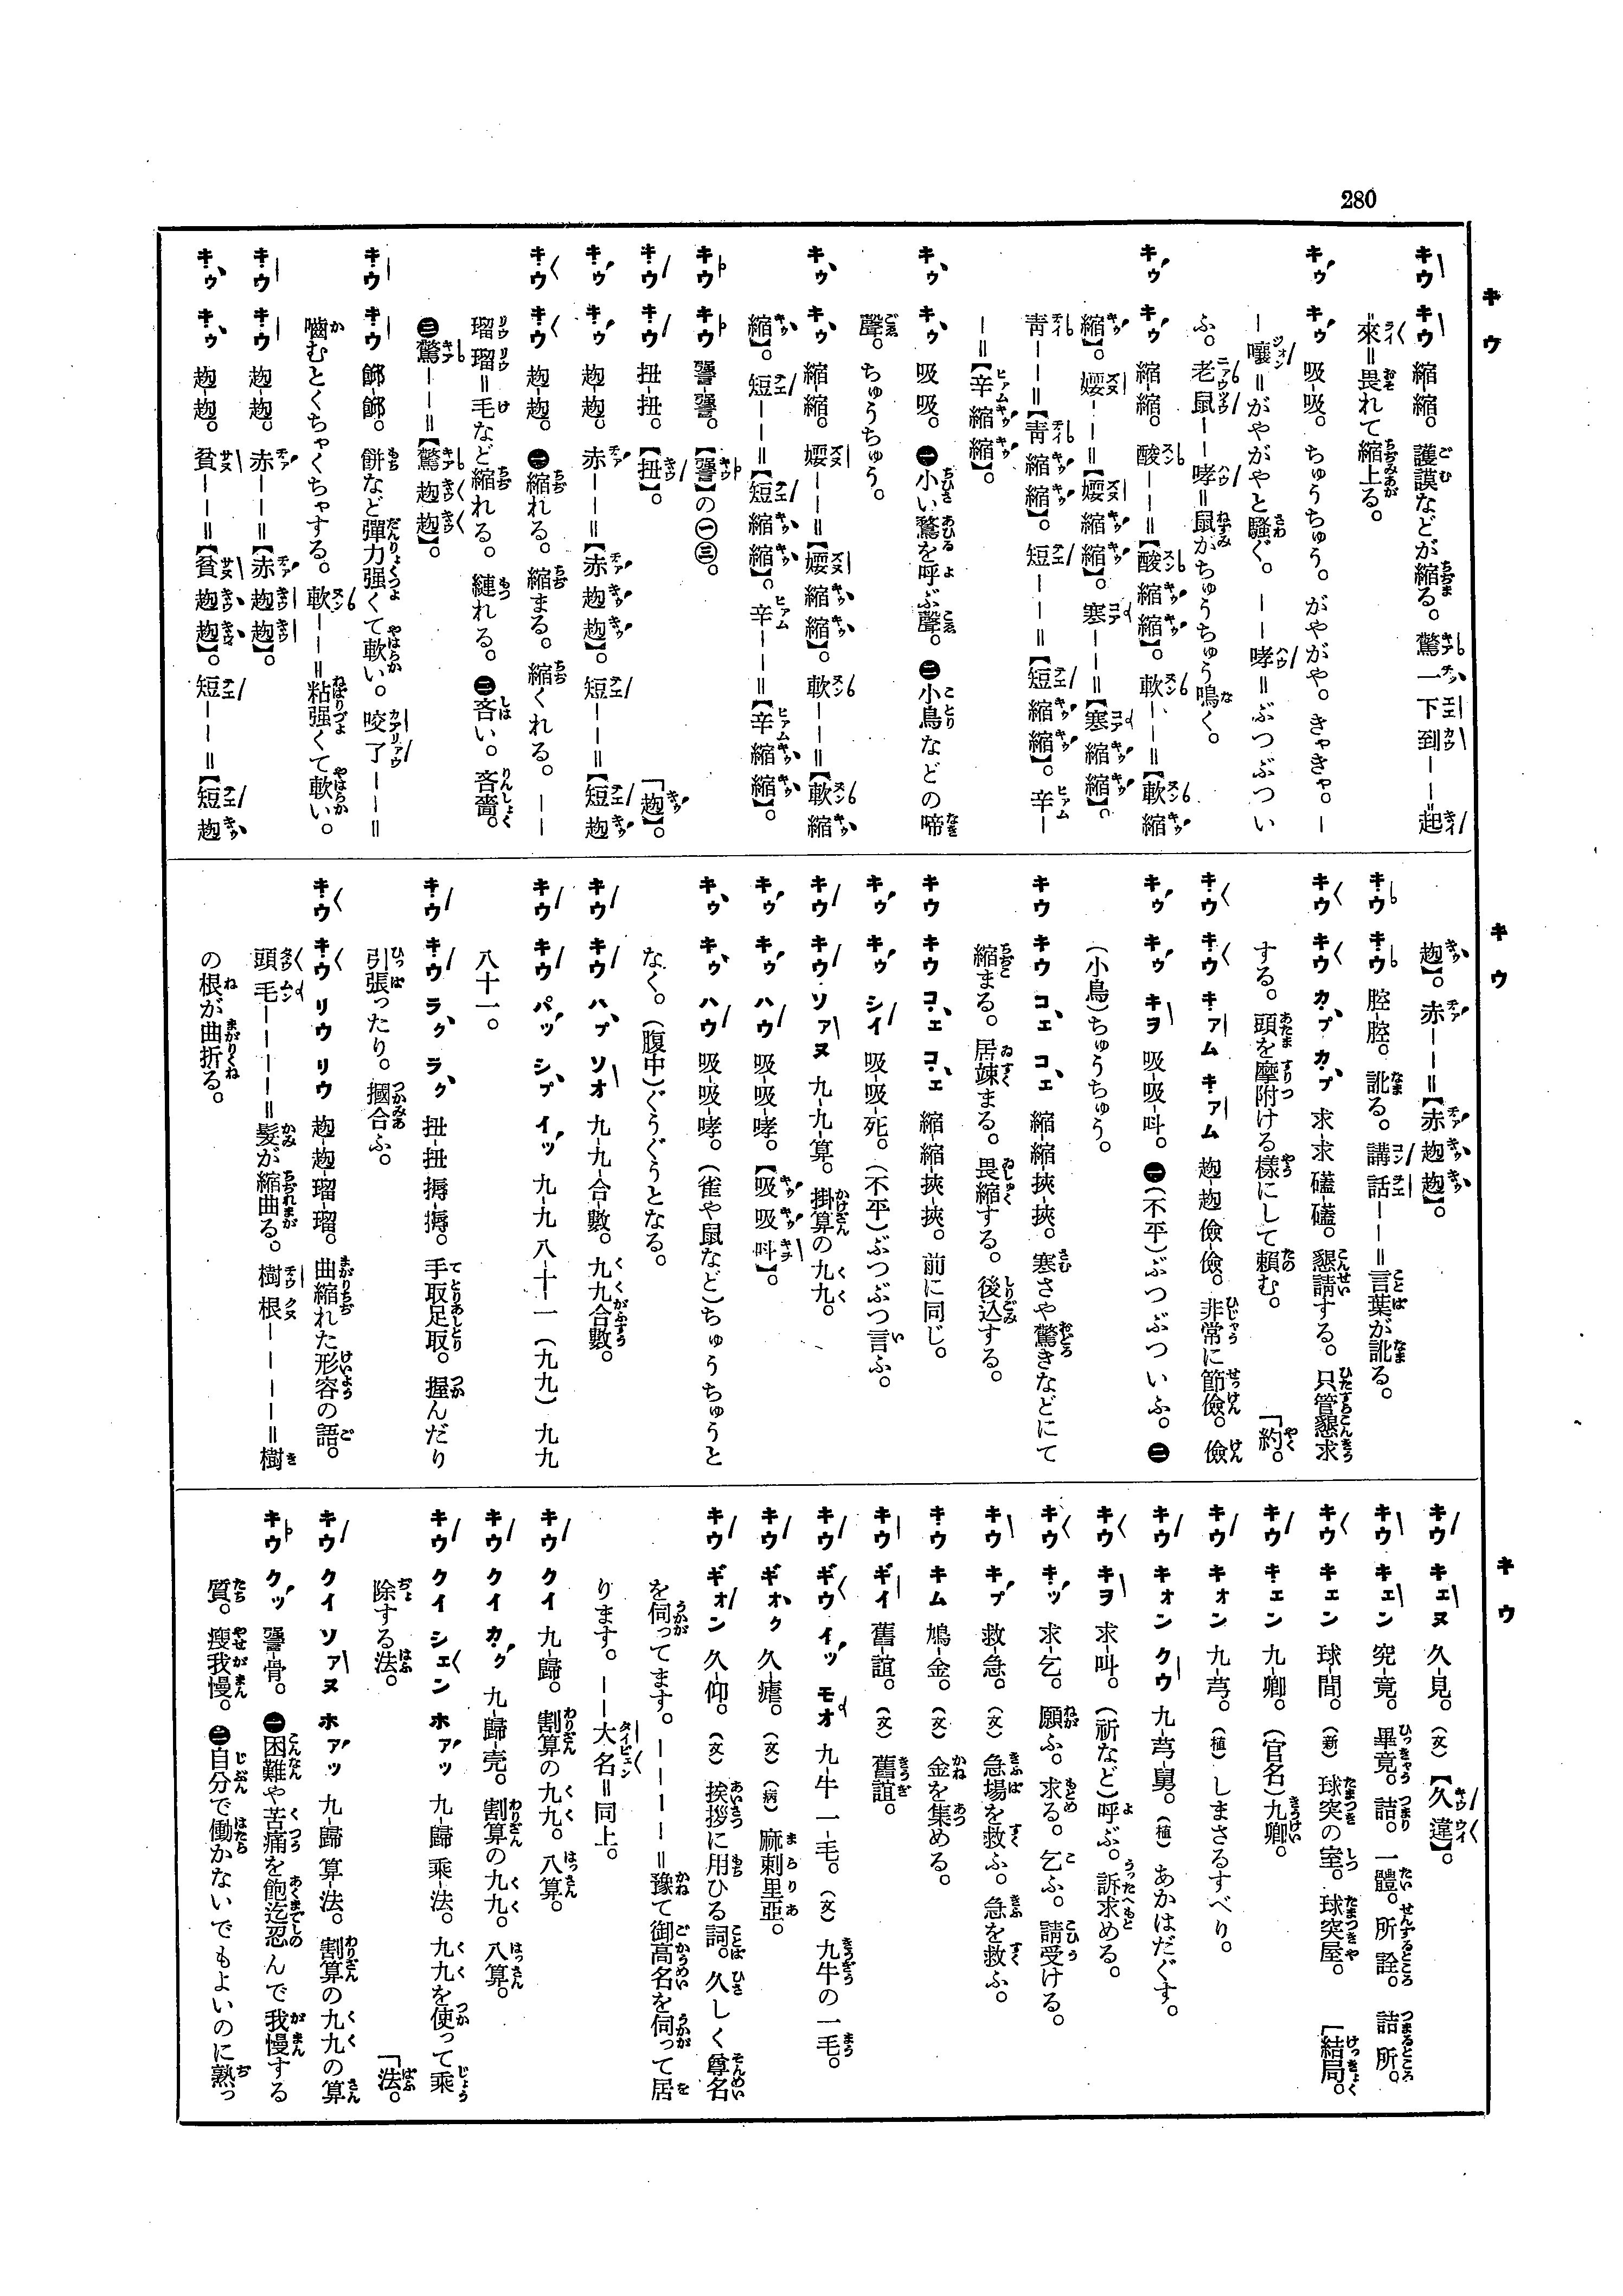 280
キウ
キウ キウ 縮-縮。護謨などが縮る。驚一下到――=起
來=畏れて縮上る。
キウ キウ 吸-吸。ちゅうちゅう。がやがや。きゃきゃ。―
―嚷=がやがやと騷ぐ。――哮=ぶつぶつい
ふ。老鼠――哮=鼠がちゅうちゅう鳴く。
キウ キウ 縮-縮。酸――=【酸縮縮】。軟――=【軟縮
縮】。㜥――=【㜥縮縮】。寒――=【寒縮縮】。
靑――=【靑縮縮】。短――=【短縮縮】。辛―
―=【辛縮縮】。
キウ キウ 吸吸。㊀小い鶩を呼ぶ聲。㊁小鳥などの啼
聲。ちゅうちゅう。
キウ キウ 縮-縮。㜥――=【㜥縮縮】。軟――=【軟縮
縮】。短――=【短縮縮】。辛――=【辛縮縮】。
キウ キウ の㊀㊂。
キウ キウ 扭-扭。【扭】。「趜】。
キウ キウ 趜-趜。赤――=【赤趜趜】。短――=【短趜
キウ キウ 趜-趜。㊀縮れる。縮まる。縮くれる。――
瑠瑠=毛など縮れる。縺れる。㊁吝い。吝嗇。
㊂驚――=【驚趜趜】。
キウ キウ 餅など彈力强くて軟い。咬了――=
嚙むとくちゃくちゃする。軟――=粘强くて軟い。
キウ キウ 趜-趜。赤――=【赤趜趜】。
キウ キウ 趜-趜。貧――=【貧趜趜】。短――=【短趜
キウ
趜】。赤――=【赤趜趜】。
キウ キウ 腔-腔。訛る。講話――=言葉が訛る。
キウ キウ カプ カプ 求-求 磕-磕。懇請する。只管懇求
する。頭を摩附ける樣にして賴む。「約。
キウ キウ キァム キァム 趜-趜 儉-儉。非常に節儉。儉
キウ キウ キヲ 吸-吸-呌。㊀(不平)ぶつぶついふ。㊁
(小鳥)ちゅうちゅう。
キウ キウ コェ コェ 縮-縮-挾-挾。寒さや驚きなどにて
縮まる。居竦まる。畏縮する。後込する。
キウ キウ コェ コェ 縮-縮-挾-挾。前に同じ。
キウ キウ シイ 吸-吸-死。(不平)ぶつぶつ言ふ。
キウ キウ ソァヌ 九-九-算。掛算の九九。
キウ キウ ハウ 吸-吸-哮。【吸吸呌】。
キウ キウ ハウ 吸-吸-哮。(雀や鼠など)ちゅうちゅうと
なく。(腹中)ぐうぐうとなる。
キウ キウ ハプ ソオ 九-九-合-數。九九合數。
キウ キウ パッ シプ イッ 九-九 八-十-一 (九九) 九九
八十一。
キウ キウ ラク ラク 扭-扭 搙-搙。手取足取。握んだり
引張ったり。摑合ふ。
キウ キウ リウ リウ 趜-趜-瑠-瑠。曲縮れた形容の語。
頭毛――――=髮が縮曲る。樹根――――=樹
の根が曲折る。
キウ
キウ キェヌ 久-見。(文)【久違】。
キウ キェン 究-竟。畢竟。詰。一體。所詮。詰所。
キウ キェン 球-間。(新) 球突の室。球突屋。「結局。
キウ キェン 九-卿。(官名)九卿。
キウ キォン 九-芎。(植) しまさるすべり。
キウ キォン クウ 九-芎-舅。(植) あかはだぐす。
キウ キヲ 求-叫。(祈など)呼ぶ。訴求める。
キウ キッ 求-乞。願ふ。求る。乞ふ。請受ける。
キウ キプ 救-急。(文) 急場を救ふ。急を救ふ。
キウ キム 鳩-金。(文) 金を集める。
キウ ギイ 舊-誼。(文) 舊誼。
キウ ギウ イッ モオ 九-牛 一-毛。(文) 九牛の一毛。
キウ ギォク 久-瘧。(文)(病) 麻剌里亞。
キウ ギォン 久-仰。(文) 挨拶に用ひる詞。久しく尊名
を伺ってます。――――=豫て御高名を伺って居
ります。――大名=同上。
キウ クイ 九-歸。割算の九九。八算。
キウ クイ カク 九-歸-売。割算の九九。八算。
キウ クイ シェン ホァッ 九-歸 乘-法。九九を使って乘
除する法。「法。
キウ クイ ソァヌ ホァッ 九-歸 算-法。割算の九九の算
キウ クッ 骨。㊀困難や苦痛を飽迄忍んで我慢する
質。瘦我慢。㊁自分で働かないでもよいのに熟っ